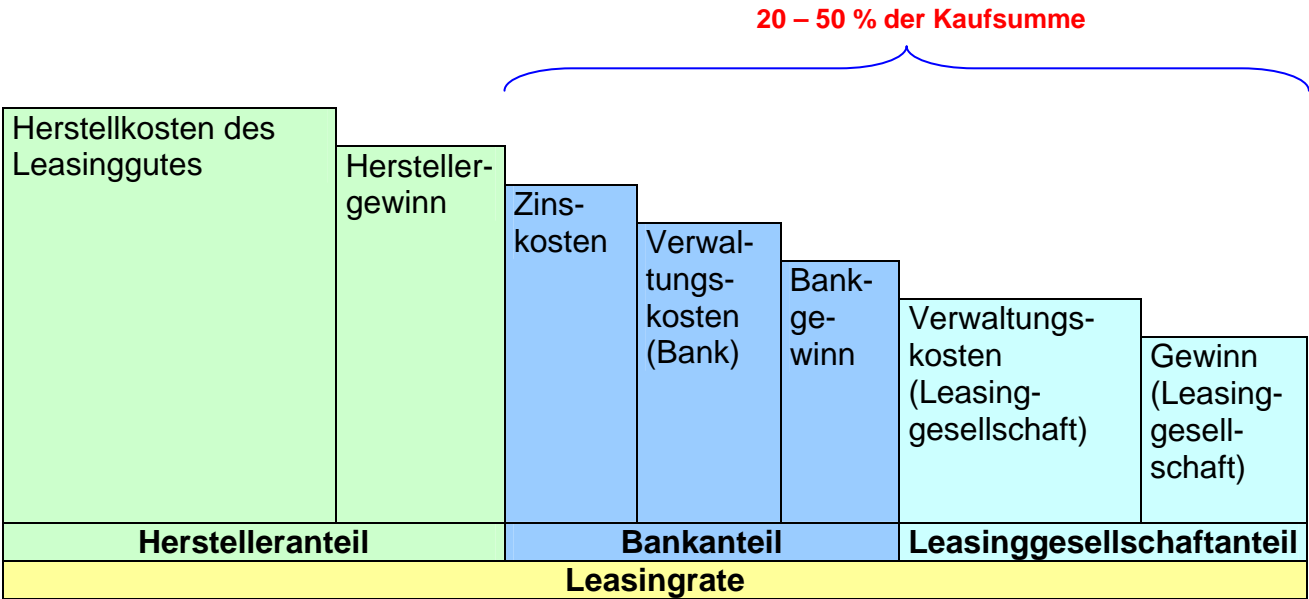 20 – 50 % der Kaufsumme
Herstellkosten des
Leasinggutes
Hersteller-
gewinn
Zins-
kosten
Verwal-
tungs-
kosten
(Bank)
Bank-
ge-
winn
Verwaltungs-
kosten
(Leasing-
gesellschaft)
Gewinn
(Leasing-
gesell-
schaft)
Herstelleranteil
Bankanteil
Leasinggesellschaftanteil
Leasingrate